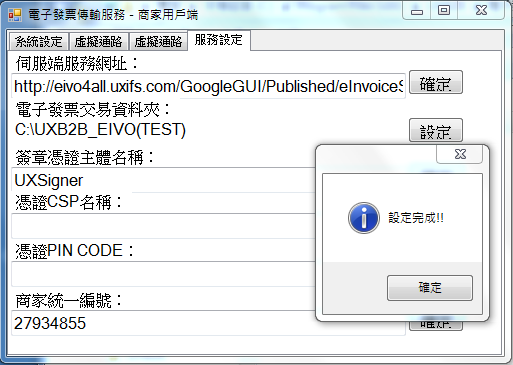 電子發票傳輸服務 - 商家用戶端
系統設定 虛擬通路 虛擬通路 服務設定
伺服端服務網址：
http://eivo4all.uxifs.com/GoogleGUI/Published/eInvoiceS 確定
電子發票交易資料夾：
C:\UXB2B_EIVO(TEST) 設定
簽章憑證主體名稱：
UXSigner
憑證CSP名稱：
設定完成!!
憑證PIN CODE：
確定
商家統一編號：
27934855 確定